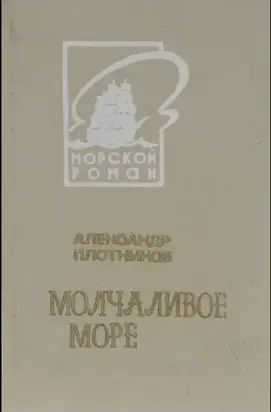 МОРСКОЙ
РОМАН
АЛЕКСАНДР
ПЛОТНИКОВ
МОЛЧАЛИВОЕ
МОРЕ